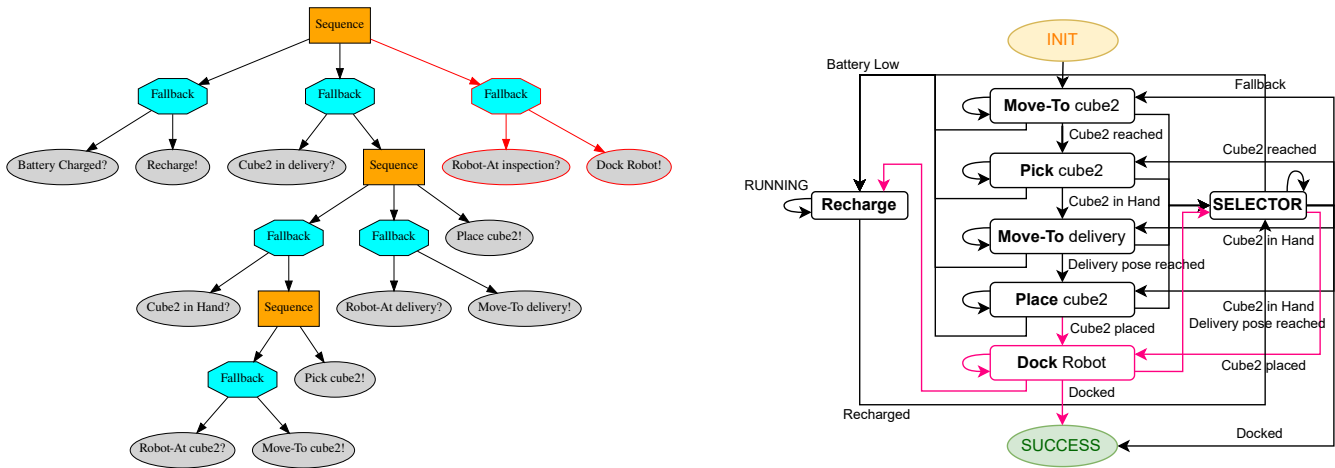 Sequence
Fallback
Fallback
Fallback
Battery Charged?
Recharge!
Cube2 in delivery?
Sequence
Robot-At inspection?
Dock Robot!
Fallback
Fallback
Place cube2!
Cube2 in Hand?
Sequence
Robot-At delivery?
Move-To delivery!
Fallback
Pick cube2!
Robot-At cube2?
Move-To cube2!
INIT
Battery Low
Fallback
Move-To cube2
Cube2 reached
Cube2 reached
Pick cube2
RUNNING
Recharge
Cube2 in Hand
SELECTOR
Move-To delivery
Cube2 in Hand
Delivery pose reached
Place cube2
Cube2 in Hand
Delivery pose reached
Cube2 placed
Dock Robot
Cube2 placed
Docked
Recharged
Docked
SUCCESS